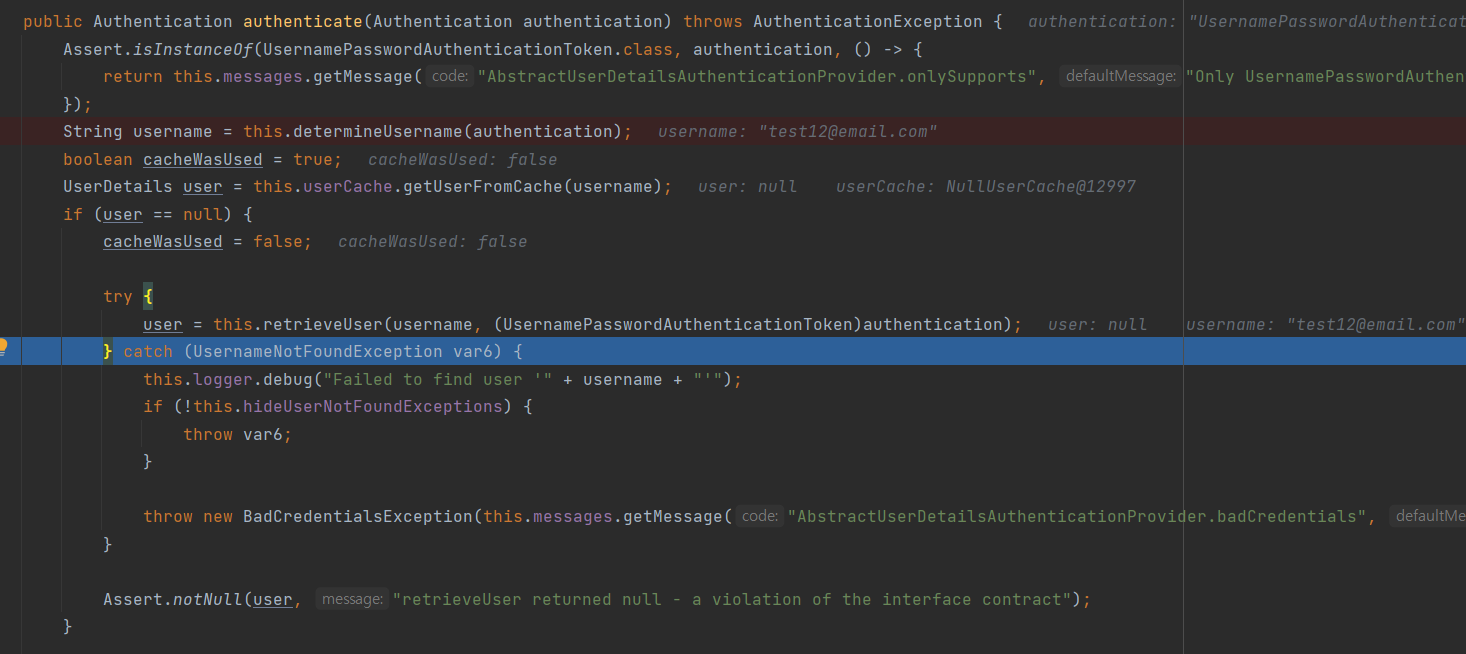 public Authentication authenticate(Authentication authentication) throws AuthenticationException {   authentication: "UsernamePasswordAuthenticat
Assert.isInstanceOf(UsernamePasswordAuthenticationToken.class, authentication, () -> {
return this.messages.getMessage( code: "AbstractUserDetailsAuthenticationProvider.onlySupports", defaultMessage: "Only UsernamePasswordAuthen
});
String username = this.determineUsername(authentication);   username: "test12@email.com"
boolean cacheWasUsed = true;   cacheWasUsed: false
UserDetails user = this.userCache.getUserFromCache(username);   user: null    userCache: NullUserCache@12997
if (user == null) {
cacheWasUsed = false;   cacheWasUsed: false
try {
user = this.retrieveUser(username, (UsernamePasswordAuthenticationToken)authentication);   user: null    username: "test12@email.com"
} catch (UsernameNotFoundException var6) {
this.logger.debug("Failed to find user '" + username + "'");
if (!this.hideUserNotFoundExceptions) {
throw var6;
}
throw new BadCredentialsException(this.messages.getMessage( code: "AbstractUserDetailsAuthenticationProvider.badCredentials", defaultMe
}
Assert.notNull(user, message: "retrieveUser returned null - a violation of the interface contract");
}